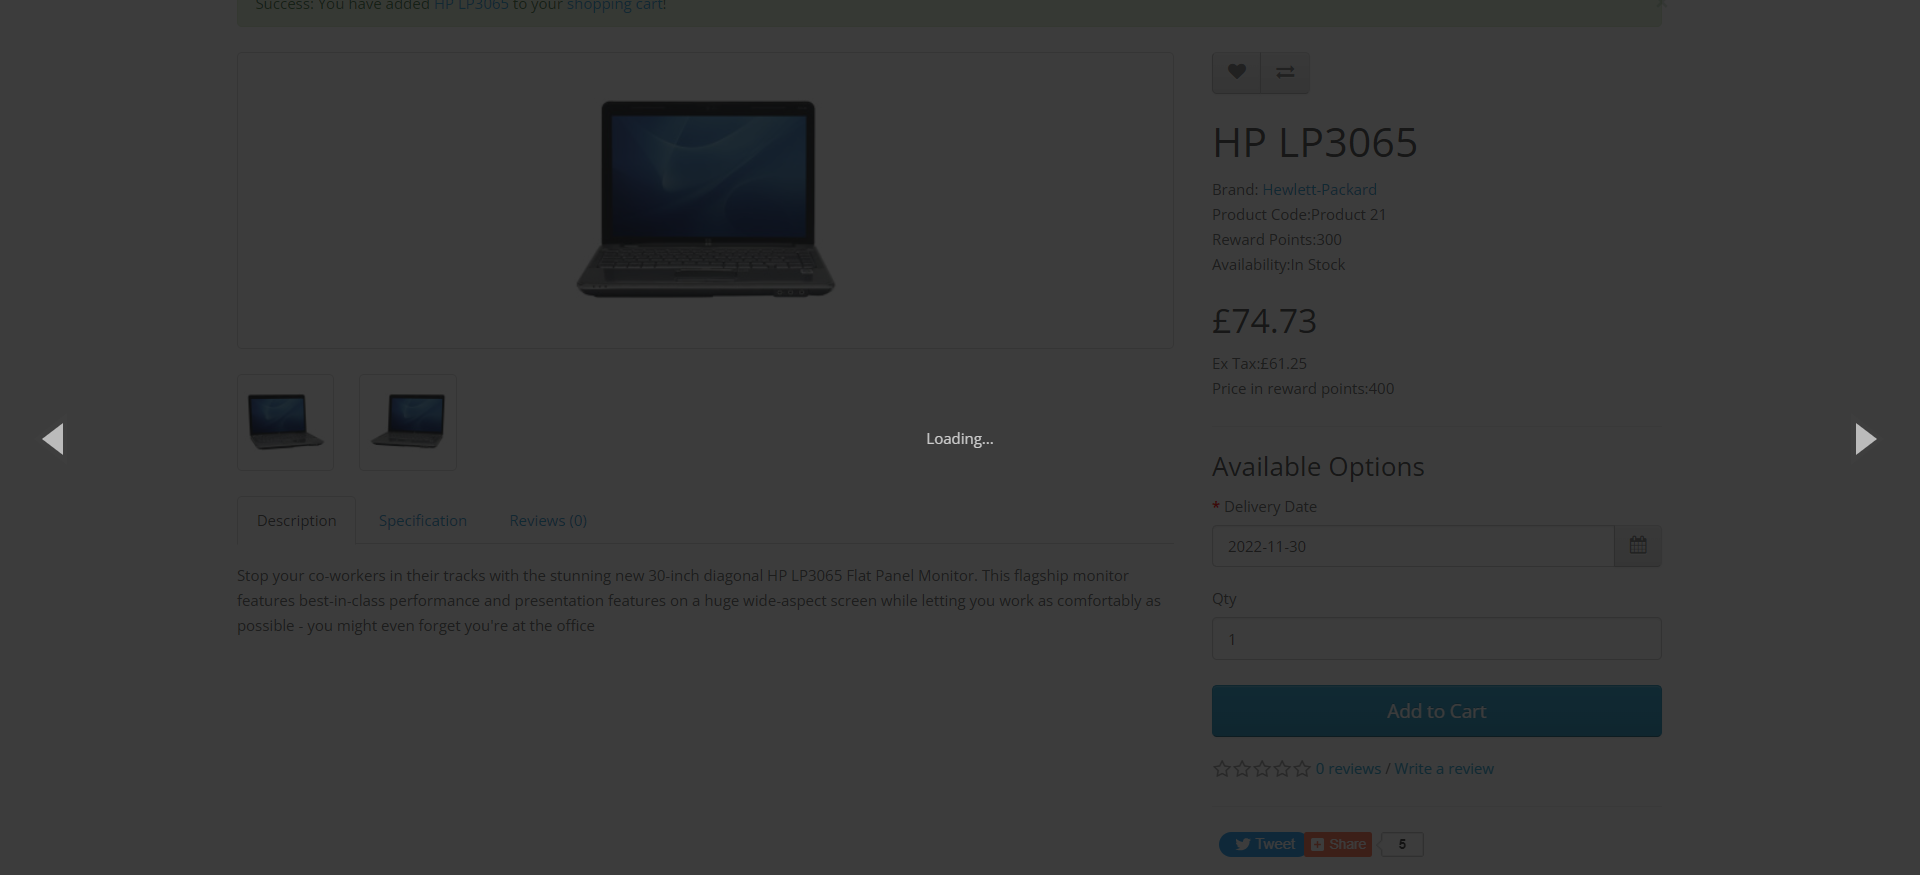 Success: You have added HP LP3065 to your shopping cart!
HP LP3065
Brand: Hewlett-Packard
Product Code:Product 21
Reward Points:300
Availability:In Stock
£74.73
Ex Tax:£61.25
Price in reward points:400
Loading...
Available Options
* Delivery Date
2022-11-30
Qty
1
Add to Cart
0 reviews / Write a review
Tweet
Share
5
Description
Specification
Reviews (0)
Stop your co-workers in their tracks with the stunning new 30-inch diagonal HP LP3065 Flat Panel Monitor. This flagship monitor
features best-in-class performance and presentation features on a huge wide-aspect screen while letting you work as comfortably as
possible - you might even forget you're at the office